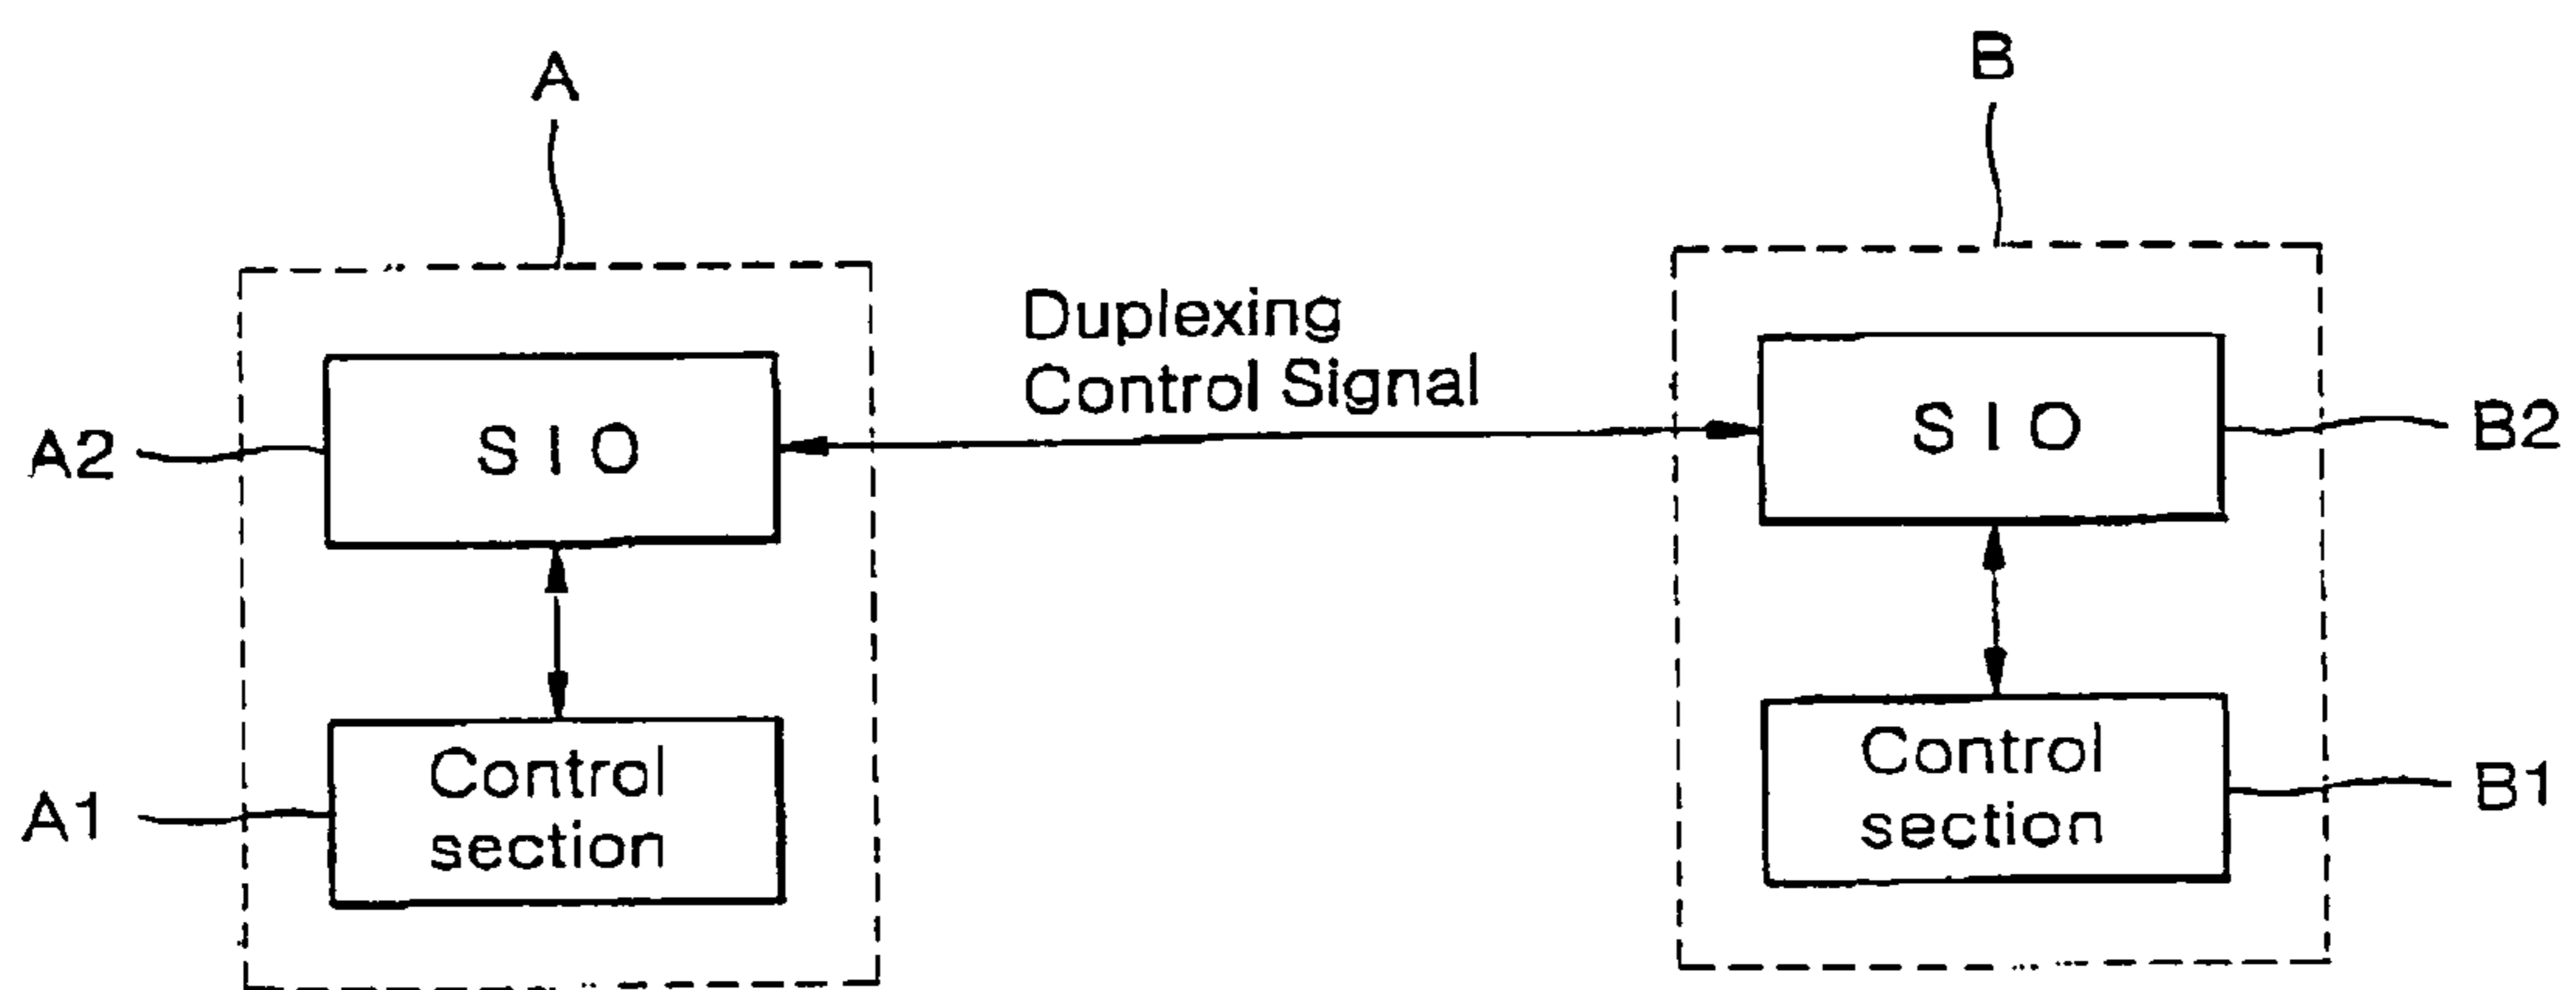 A
B
Duplexing
Control Signal
A2
S I O
S I O
B2
A1
Control
section
Control
section
B1